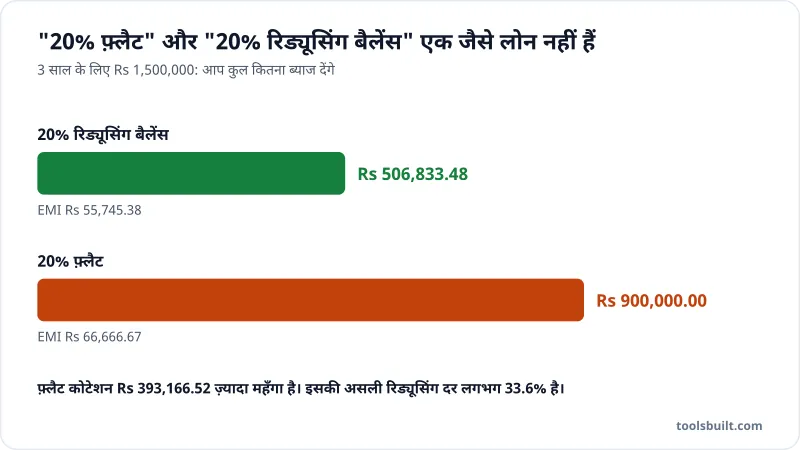 "20% फ़्लैट" और "20% रिड्यूसिंग बैलेंस" एक जैसे लोन नहीं हैं
3 साल के लिए Rs 1,500,000: आप कुल कितना ब्याज देंगे
20% रिड्यूसिंग बैलेंस
Rs 506,833.48
EMI Rs 55,745.38
20% फ़्लैट
Rs 900,000.00
EMI Rs 66,666.67
फ़्लैट कोटेशन Rs 393,166.52 ज़्यादा महँगा है। इसकी असली रिड्यूसिंग दर लगभग 33.6% है।
toolsbuilt.com